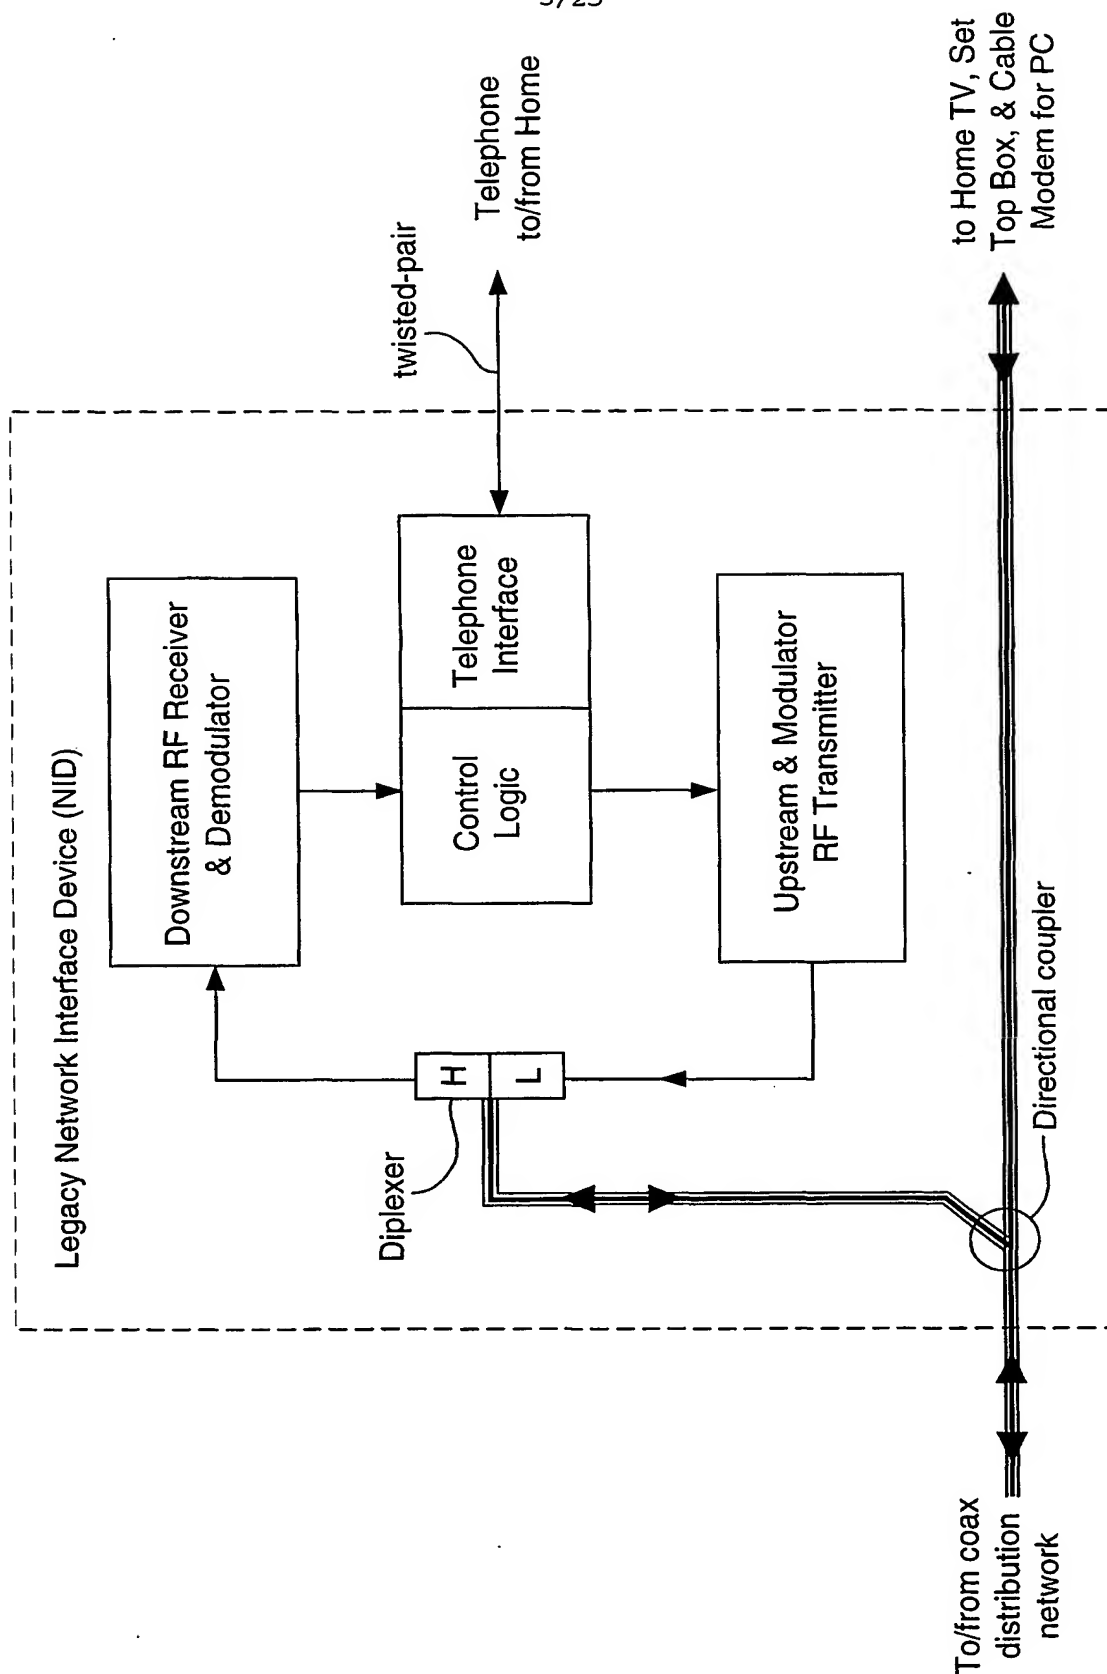 Legacy Network Interface Device (NID)
Downstream RF Receiver
& Demodulator
Diplexer
H
L
Control
Logic
Telephone
Interface
twisted-pair
Telephone
to/from Home
Upstream & Modulator
RF Transmitter
To/from coax
distribution
network
Directional coupler
to Home TV, Set
Top Box, & Cable
Modem for PC